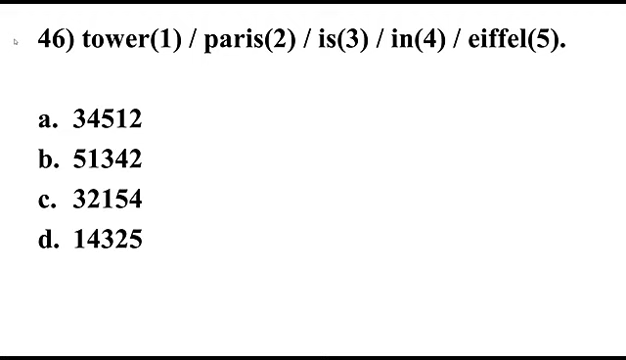 46) tower(1) / paris(2) / is(3) / in(4) / eiffel(5).
a. 34512
b. 51342
c. 32154
d. 14325